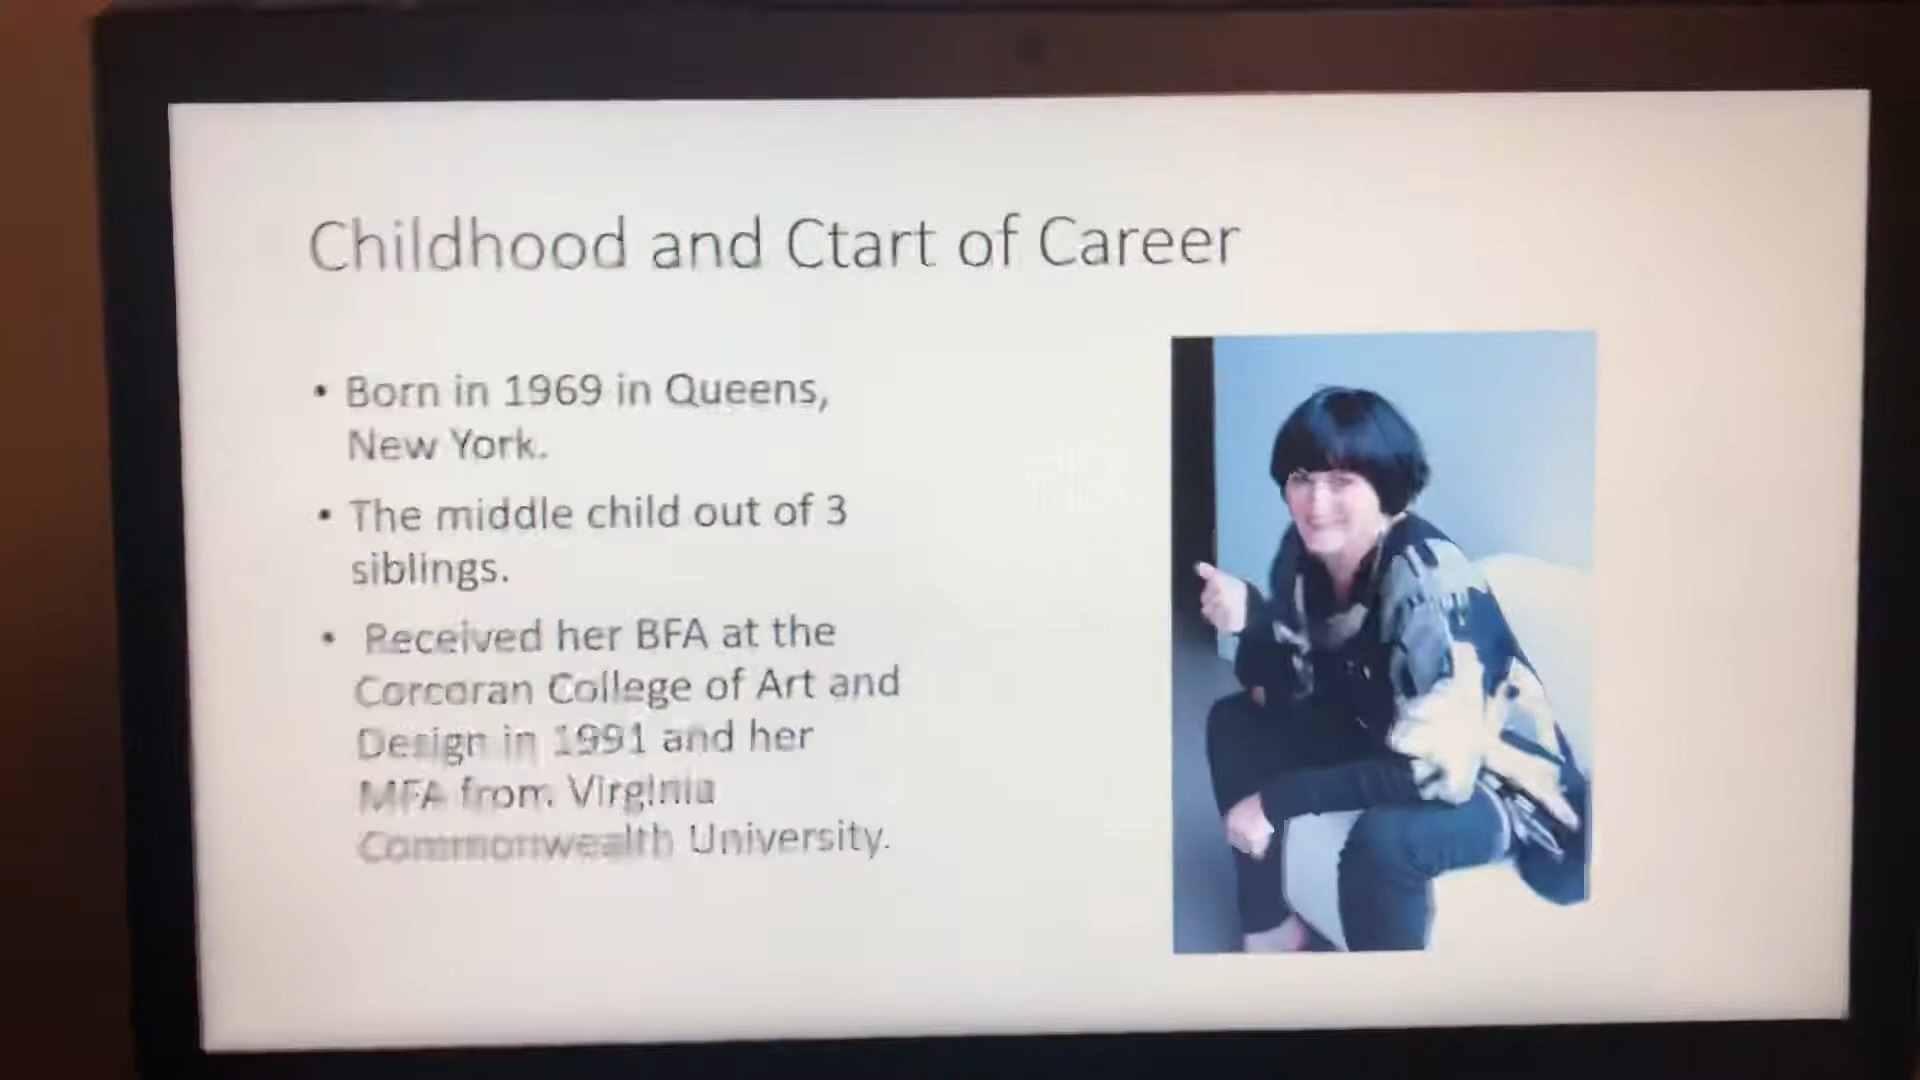 Childhood and Ctart of Career
• Born in 1969 in Queens,
New York.
• The middle child out of 3
siblings.
• Received her BFA at the
Corcoran College of Art and
Design in 1991 and her
MFA from Virginia
Commonwealth University.